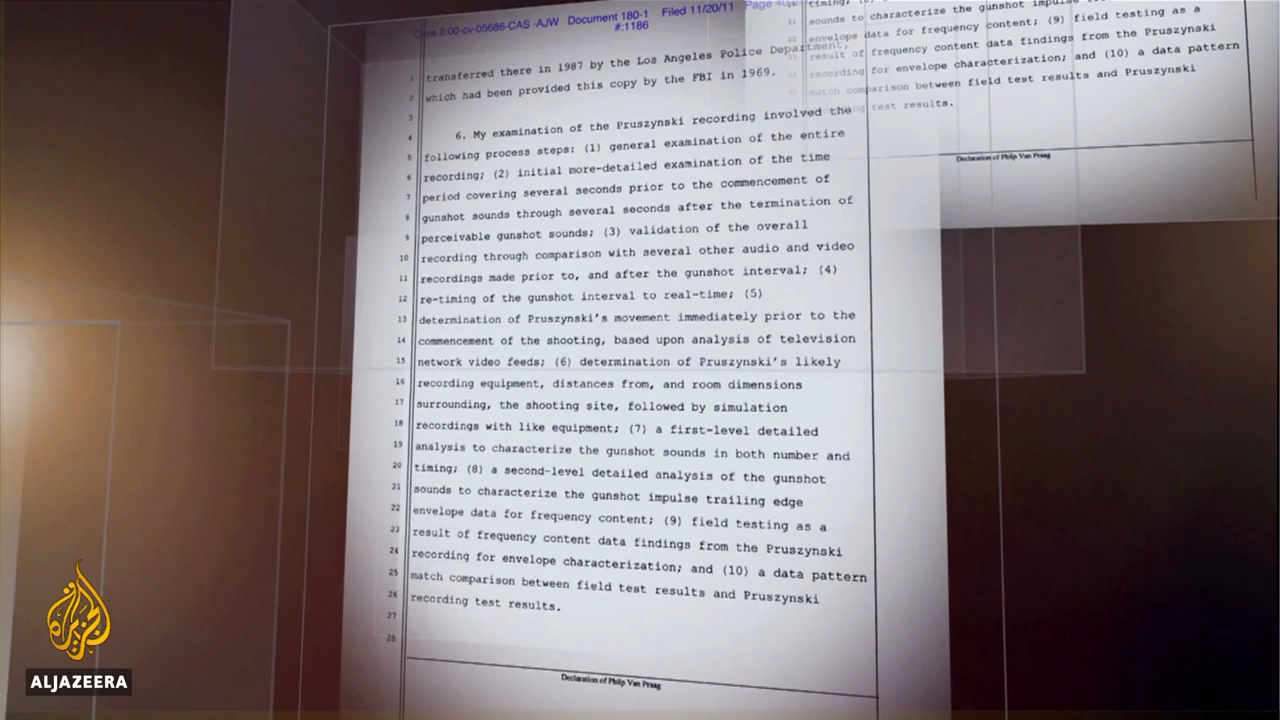 Case 2:00-cv-05686-CAS -AJW Document 180-1 Filed 11/20/11 Page
#:1186
1 transferred there in 1987 by the Los Angeles Police Department,
2 which had been provided this copy by the FBI in 1969.
3
4 6. My examination of the Pruszynski recording involved the
5 following process steps: (1) general examination of the entire
6 recording; (2) initial more-detailed examination of the time
7 period covering several seconds prior to the commencement of
8 gunshot sounds through several seconds after the termination of
9 perceivable gunshot sounds; (3) validation of the overall
10 recording through comparison with several other audio and video
11 recordings made prior to, and after the gunshot interval; (4)
12 re-timing of the gunshot interval to real-time; (5)
13 determination of Pruszynski's movement immediately prior to the
14 commencement of the shooting, based upon analysis of television
15 network video feeds; (6) determination of Pruszynski's likely
16 recording equipment, distances from, and room dimensions
17 surrounding, the shooting site, followed by simulation
18 recordings with like equipment; (7) a first-level detailed
19 analysis to characterize the gunshot sounds in both number and
20 timing; (8) a second-level detailed analysis of the gunshot
21 sounds to characterize the gunshot impulse trailing edge
22 envelope data for frequency content; (9) field testing as a
23 result of frequency content data findings from the Pruszynski
24 recording for envelope characterization; and (10) a data pattern
25 match comparison between field test results and Pruszynski
26 recording test results.
27
28
Declaration of Philip Van Praag
timing;
21 sounds to characterize the gunshot
22 envelope data for frequency content; (9) field testing as a
result of frequency content data findings from the Pruszynski
recording for envelope characterization; and (10) a data pattern
match comparison between field test results and Pruszynski
test results.
Declaration of Philip Van Praag
ALJAZEERA